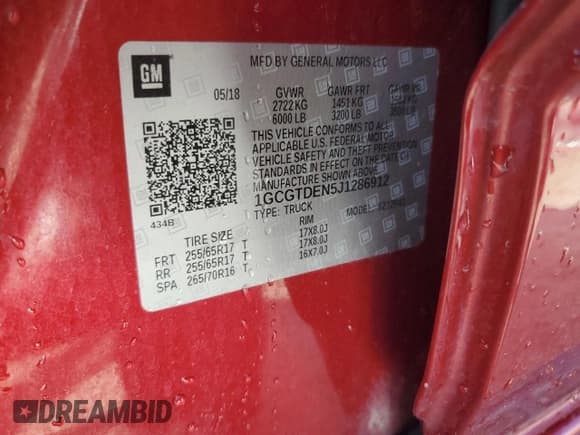 GM
MFD BY GENERAL MOTORS LLC
05/18 GVWR GAWR FRT GAWR RR
2722 KG 1451 KG
6000 LB 3200 LB
THIS VEHICLE CONFORMS TO ALL
APPLICABLE U.S. FEDERAL MOTOR
VEHICLE SAFETY AND THEFT PREVENTION
STANDARDS IN EFFECT ON THE DATE OF
1GCGTDEN5J1286912
TYPE: TRUCK MODEL:
434B
TIRE SIZE RIM
FRT 255/65R17 T 17X8.0J
RR 255/65R17 T 17X8.0J
SPA 265/70R16 T 16X7.0J
DREAMBID